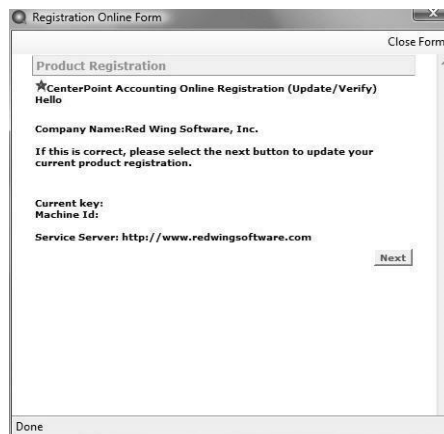 Registration Online Form
Close Form
Product Registration
CenterPoint Accounting Online Registration (Update/Verify)
Hello
Company Name:Red Wing Software, Inc.
If this is correct, please select the next button to update your
current product registration.
Current key:
Machine Id:
Service Server: http://www.redwingsoftware.com
Next
Done